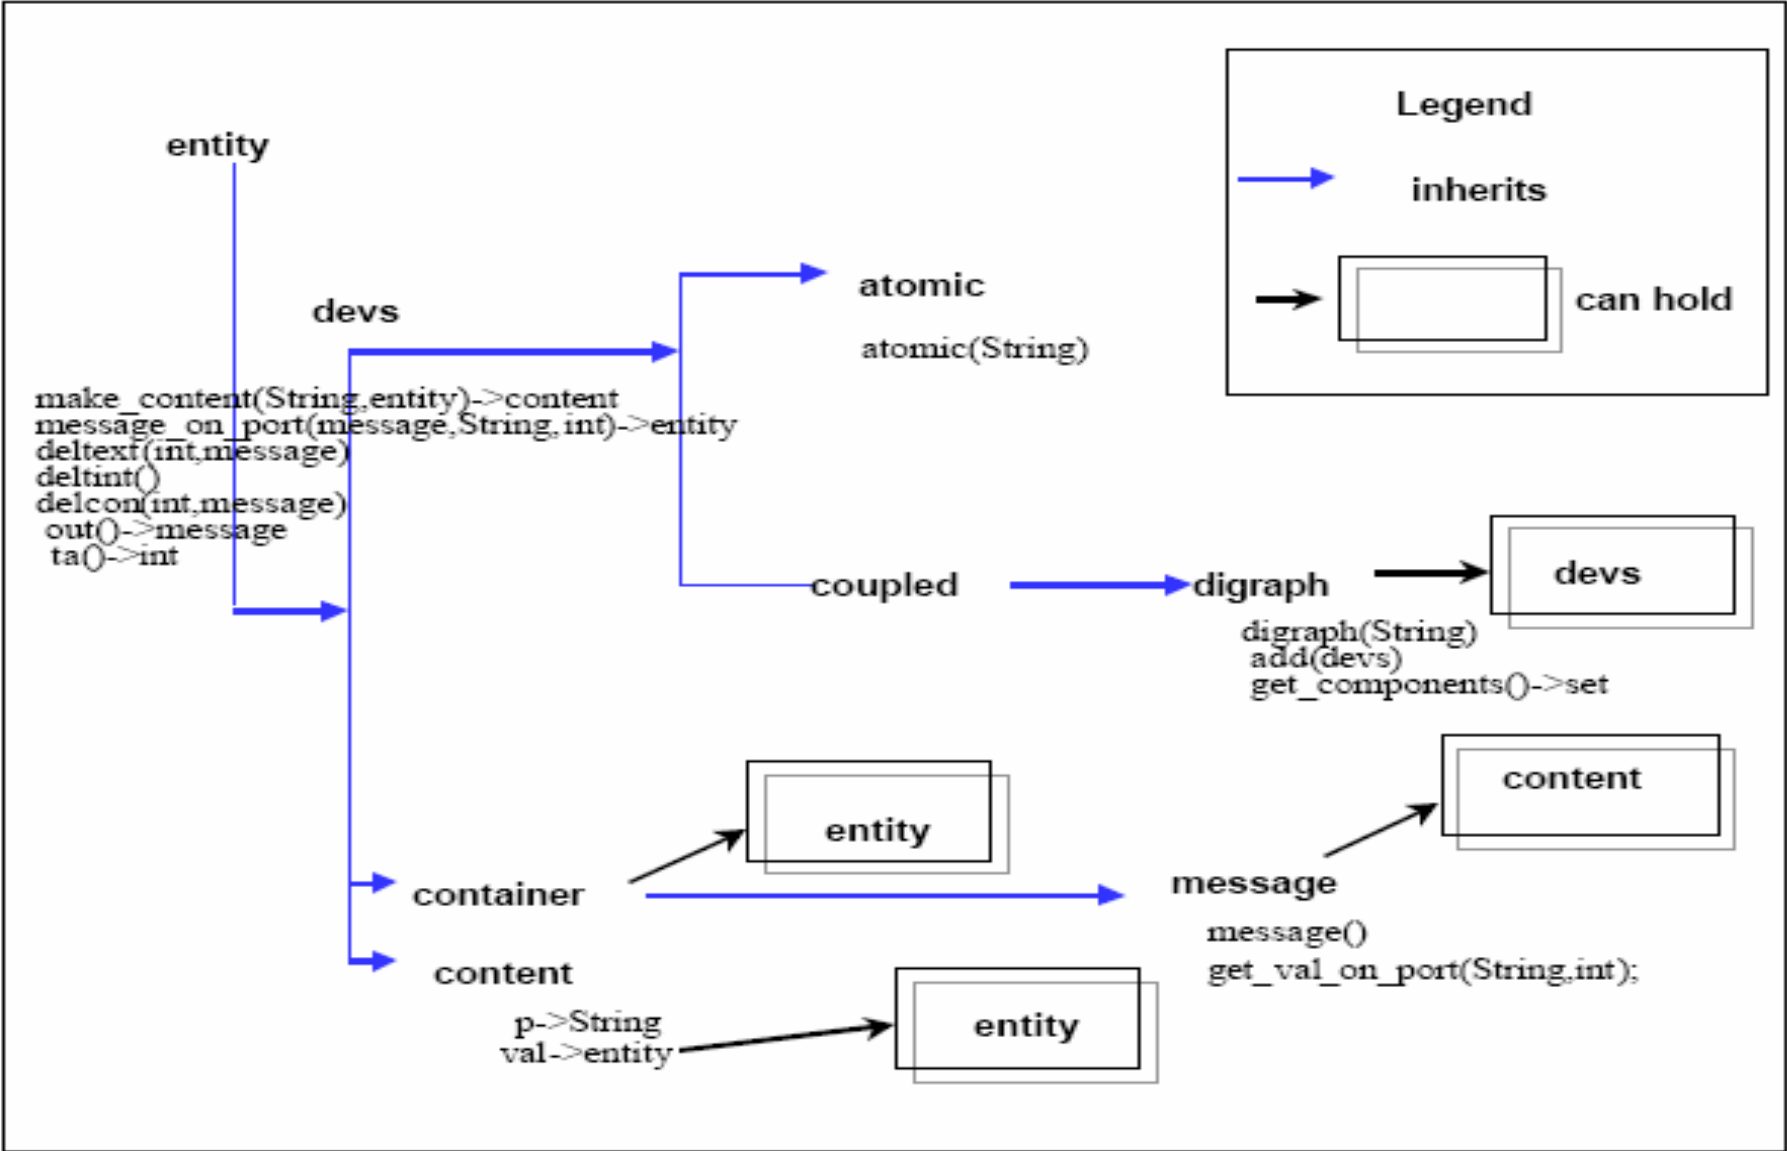 Legend
inherits
can hold
entity
devs
make_content(String,entity)->content
message_on_port(message,String,int)->entity
deltext(int,message)
deltint()
delcon(int,message)
out()->message
ta()->int
atomic
atomic(String)
coupled
digraph
devs
digraph(String)
add(devs)
get_components()->set
container
entity
message
content
message()
get_val_on_port(String,int);
content
p->String
val->entity
entity